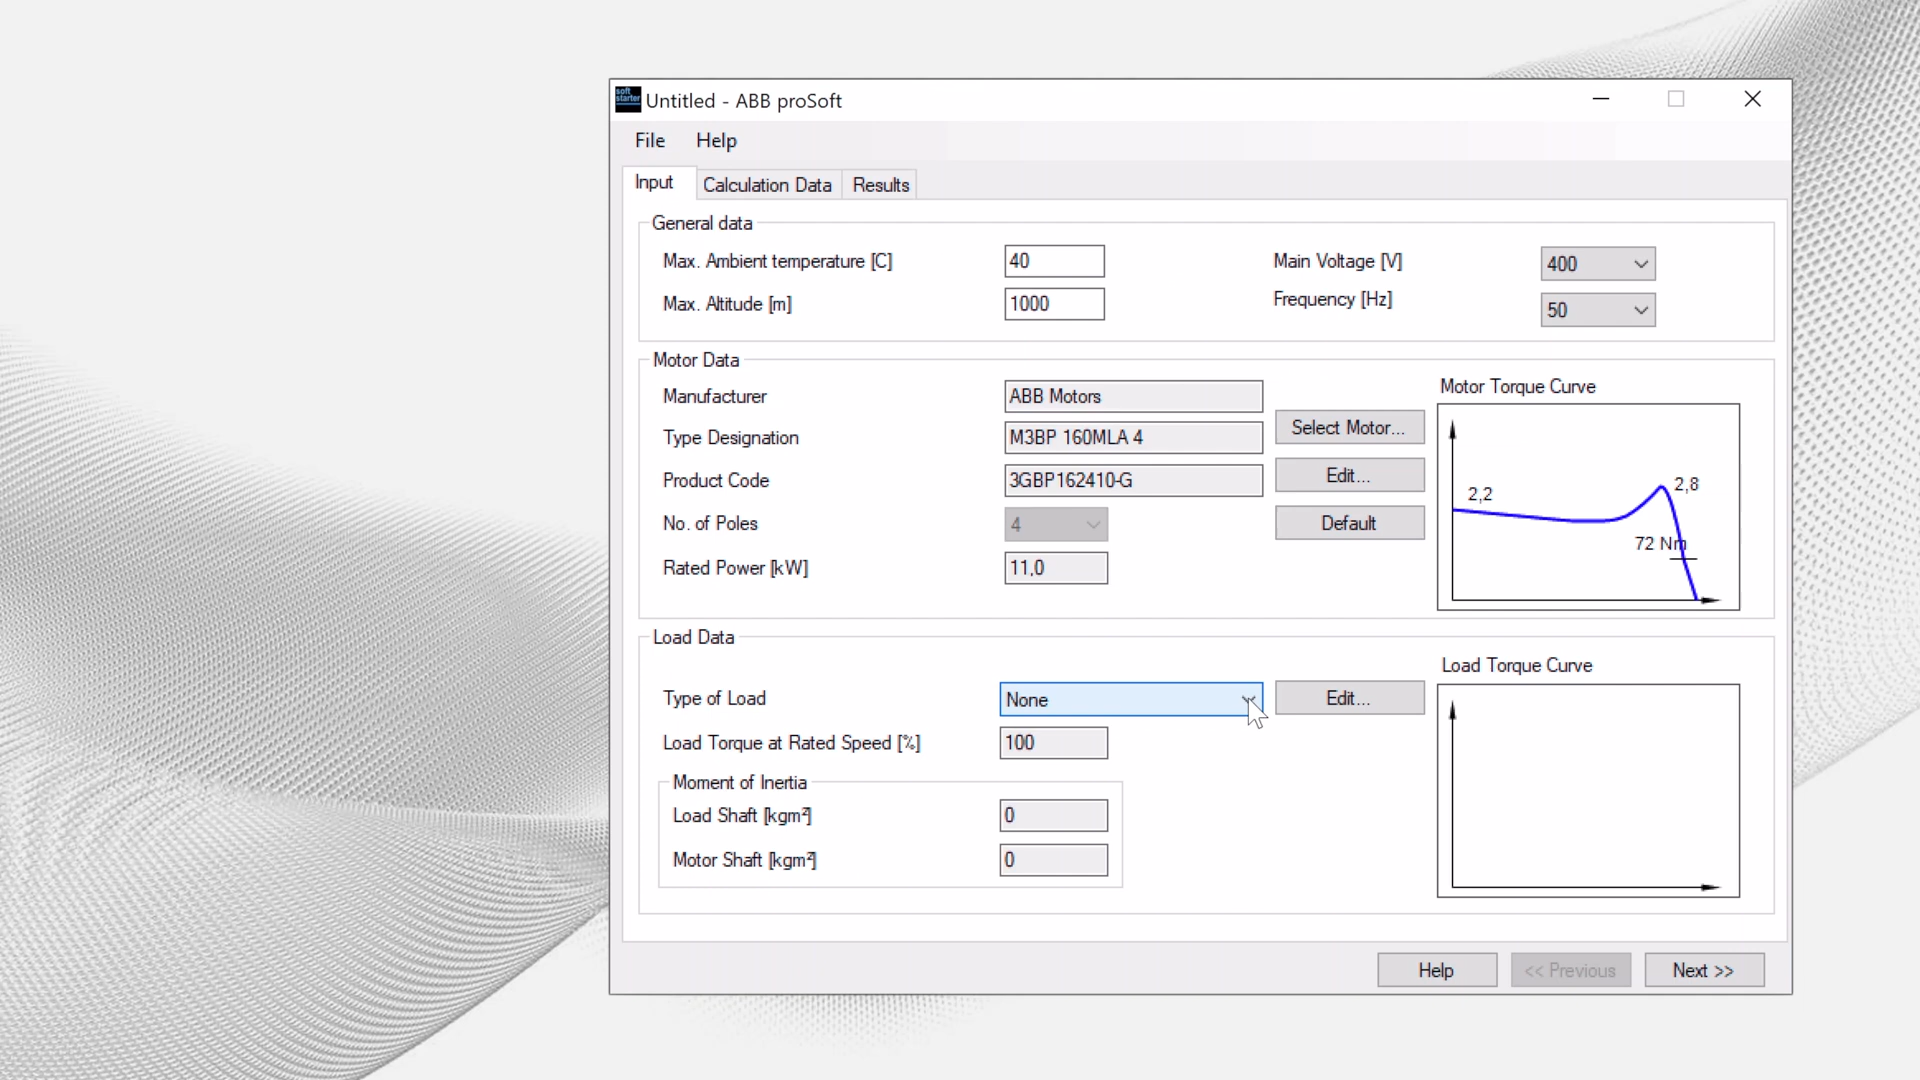 soft
starter
Untitled - ABB proSoft
File Help
Input Calculation Data Results
General data
Max. Ambient temperature [C] 40 Main Voltage [V] 400
Max. Altitude [m] 1000 Frequency [Hz] 50
Motor Data
Manufacturer ABB Motors Motor Torque Curve
Type Designation M3BP 160MLA 4 Select Motor...
Product Code 3GBP162410-G Edit...
2,2 2,8
No. of Poles 4 Default
72 Nm
Rated Power [kW] 11,0
Load Data
Load Torque Curve
Type of Load None Edit...
Load Torque at Rated Speed [%] 100
Moment of Inertia
Load Shaft [kgm²] 0
Motor Shaft [kgm²] 0
Help << Previous Next >>